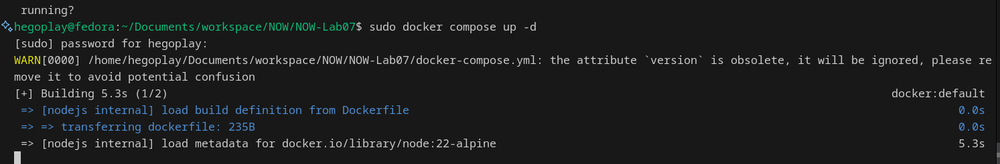 running?
hegoplay@fedora:~/Documents/workspace/NOW/NOW-Lab07$ sudo docker compose up -d
[sudo] password for hegoplay:
WARN[0000] /home/hegoplay/Documents/workspace/NOW/NOW-Lab07/docker-compose.yml: the attribute `version` is obsolete, it will be ignored, please re
move it to avoid potential confusion
[+] Building 5.3s (1/2) docker:default
=> [nodejs internal] load build definition from Dockerfile 0.0s
=> => transferring dockerfile: 235B 0.0s
=> [nodejs internal] load metadata for docker.io/library/node:22-alpine 5.3s